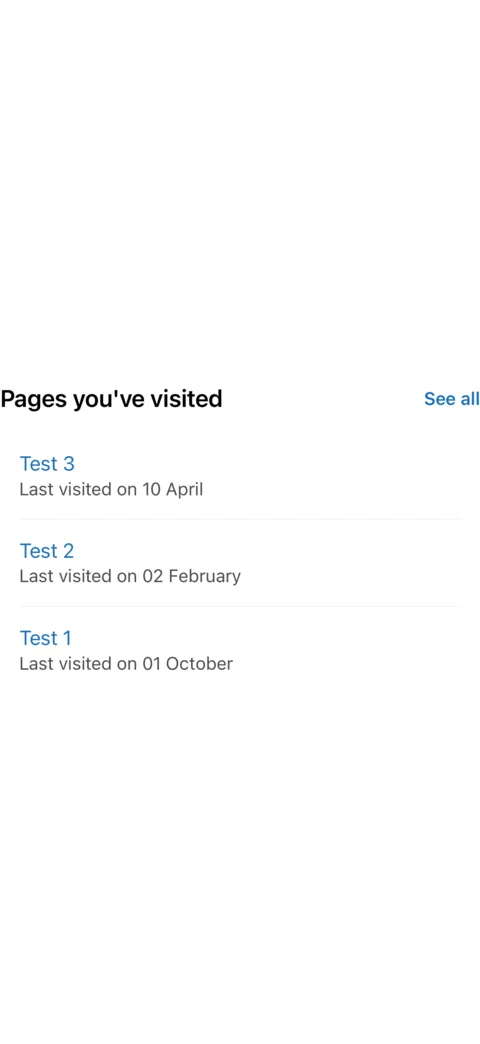 Pages you've visited See all
Test 3
Last visited on 10 April
Test 2
Last visited on 02 February
Test 1
Last visited on 01 October